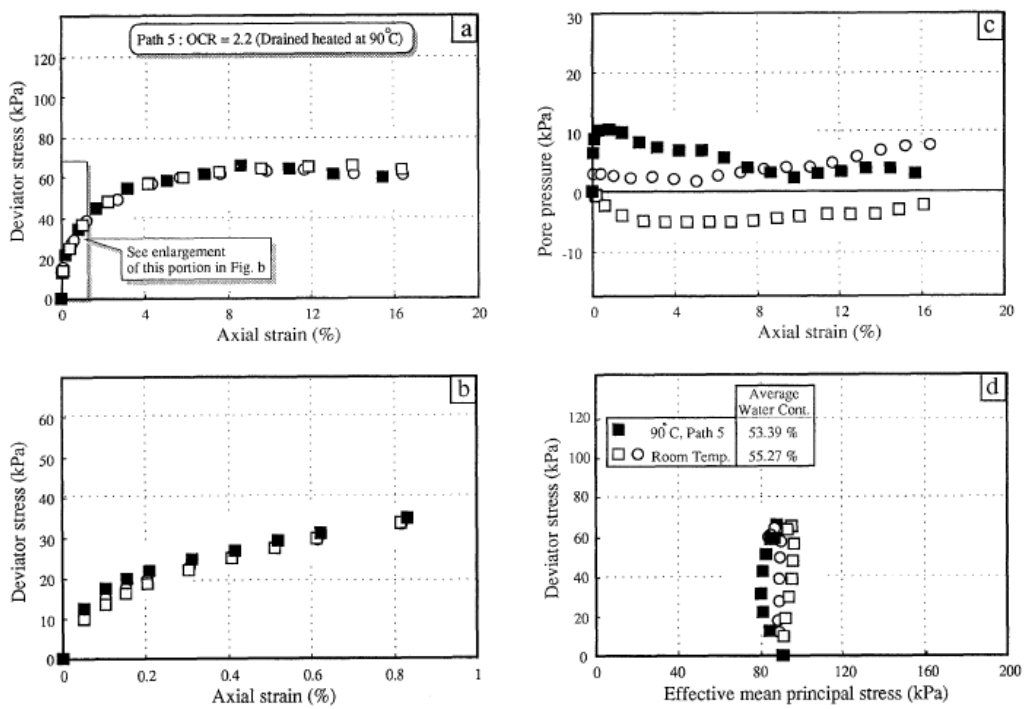 a
Path 5 : OCR = 2.2 (Drained heated at 90°C)
120
100
80
60
40
20
0
Deviator stress (kPa)
See enlargement
of this portion in Fig. b
0 4 8 12 16 20
Axial strain (%)
c
30
20
10
0
-10
Pore pressure (kPa)
0 4 8 12 16 20
Axial strain (%)
b
60
50
40
30
20
10
0
Deviator stress (kPa)
0 0.2 0.4 0.6 0.8 1
Axial strain (%)
d
Average
Water Cont.
90°C, Path 5 53.39 %
Room Temp. 55.27 %
120
100
80
60
40
20
0
Deviator stress (kPa)
0 40 80 120 160 200
Effective mean principal stress (kPa)